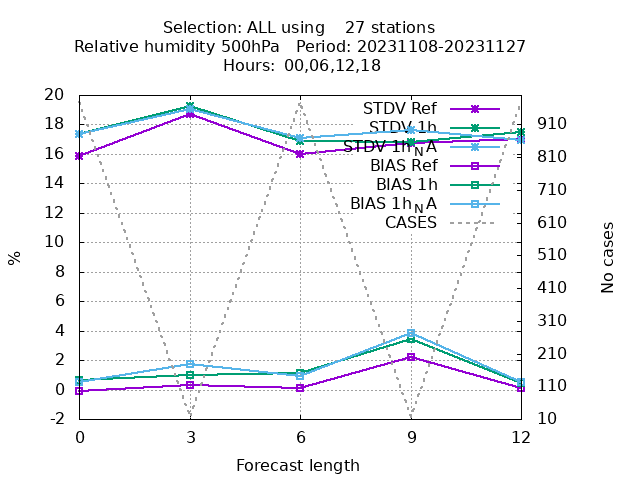 Selection: ALL using 27 stations
Relative humidity 500hPa Period: 20231108-20231127
Hours: 00,06,12,18
20
18
16
14
12
10
8
6
4
2
0
-2
%
STDV Ref
STDV 1h
STDV 1h_NA
BIAS Ref
BIAS 1h
BIAS 1h_NA
CASES
910
810
710
610
510
410
310
210
110
10
No cases
0 3 6 9 12
Forecast length